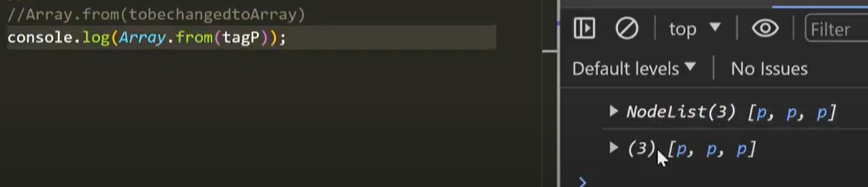 //Array.from(tobechangedtoArray)
console.log(Array.from(tagP));
top
Filter
Default levels
No Issues
NodeList(3) [p, p, p]
(3) [p, p, p]